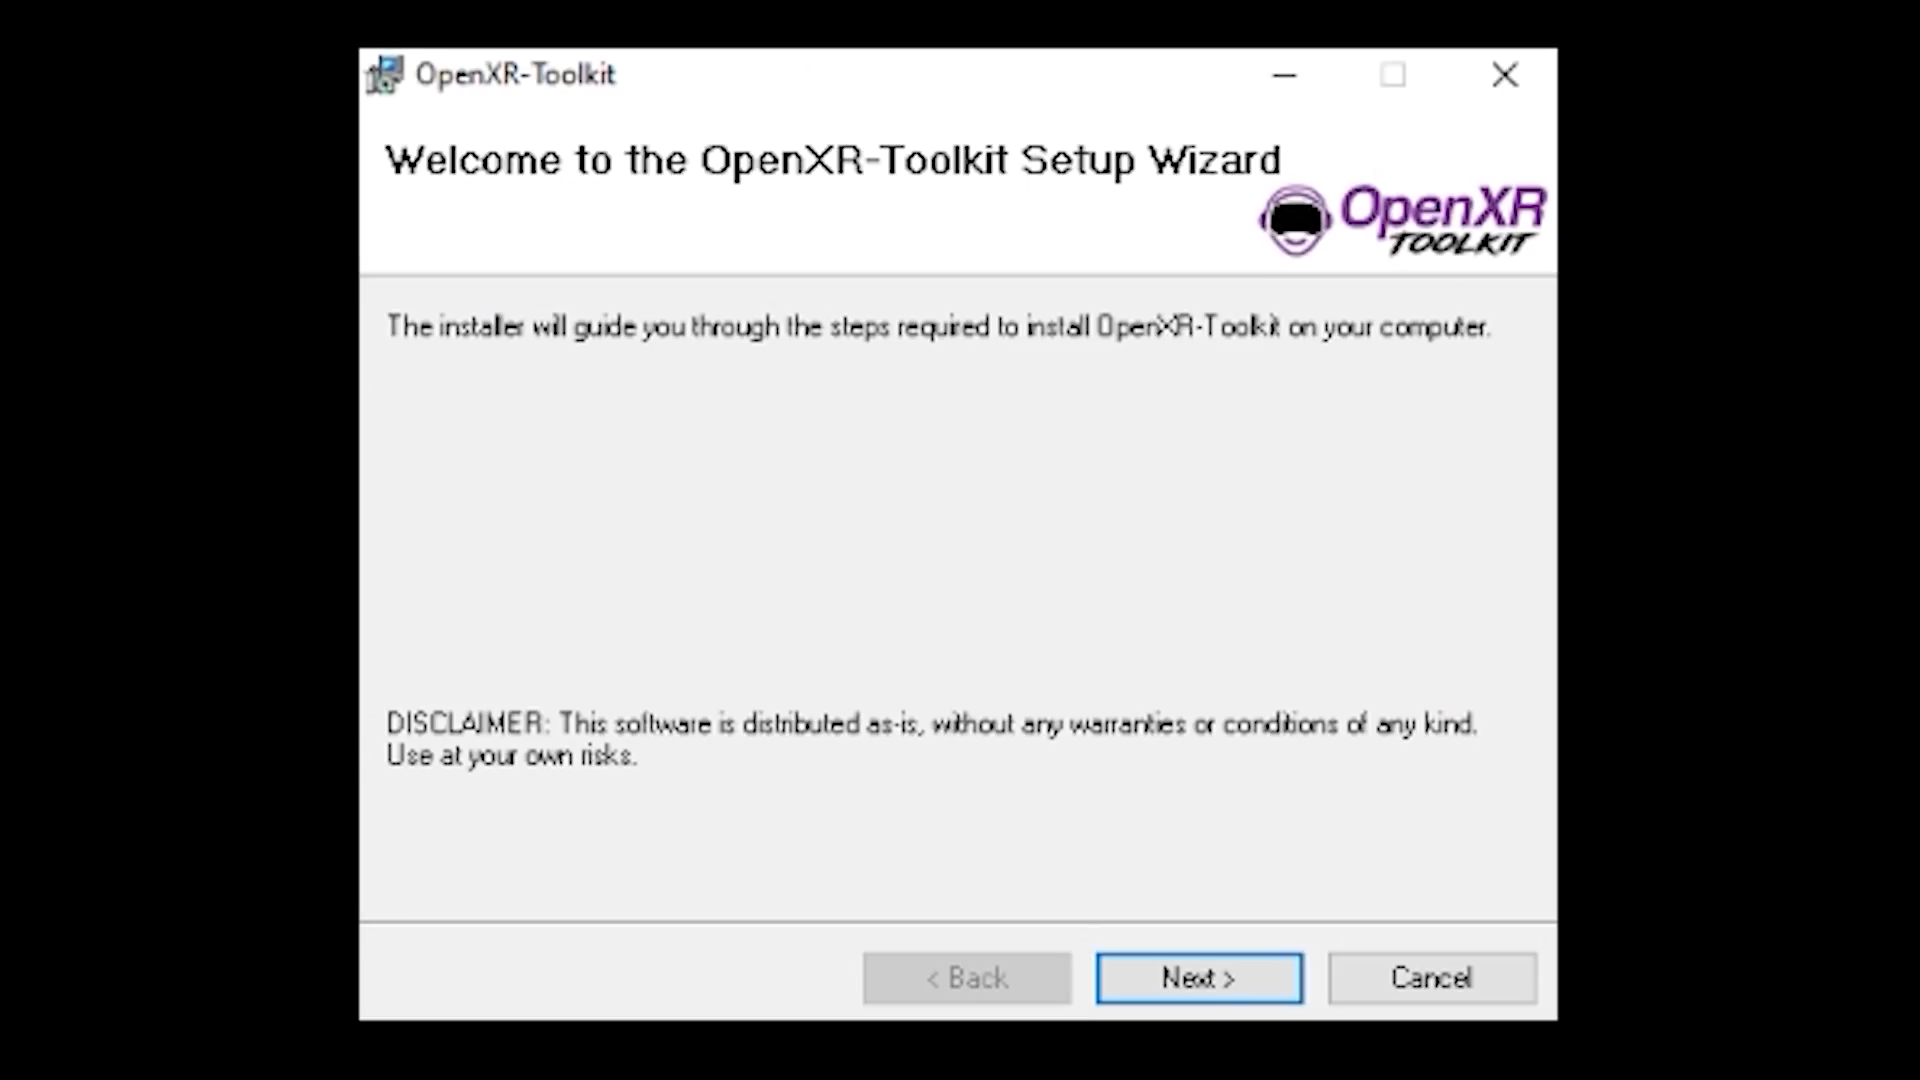 OpenXR-Toolkit
Welcome to the OpenXR-Toolkit Setup Wizard
OpenXR
TOOLKIT
The installer will guide you through the steps required to install OpenXR-Toolkit on your computer.
DISCLAIMER: This software is distributed as-is, without any warranties or conditions of any kind.
Use at your own risks.
< Back
Next >
Cancel